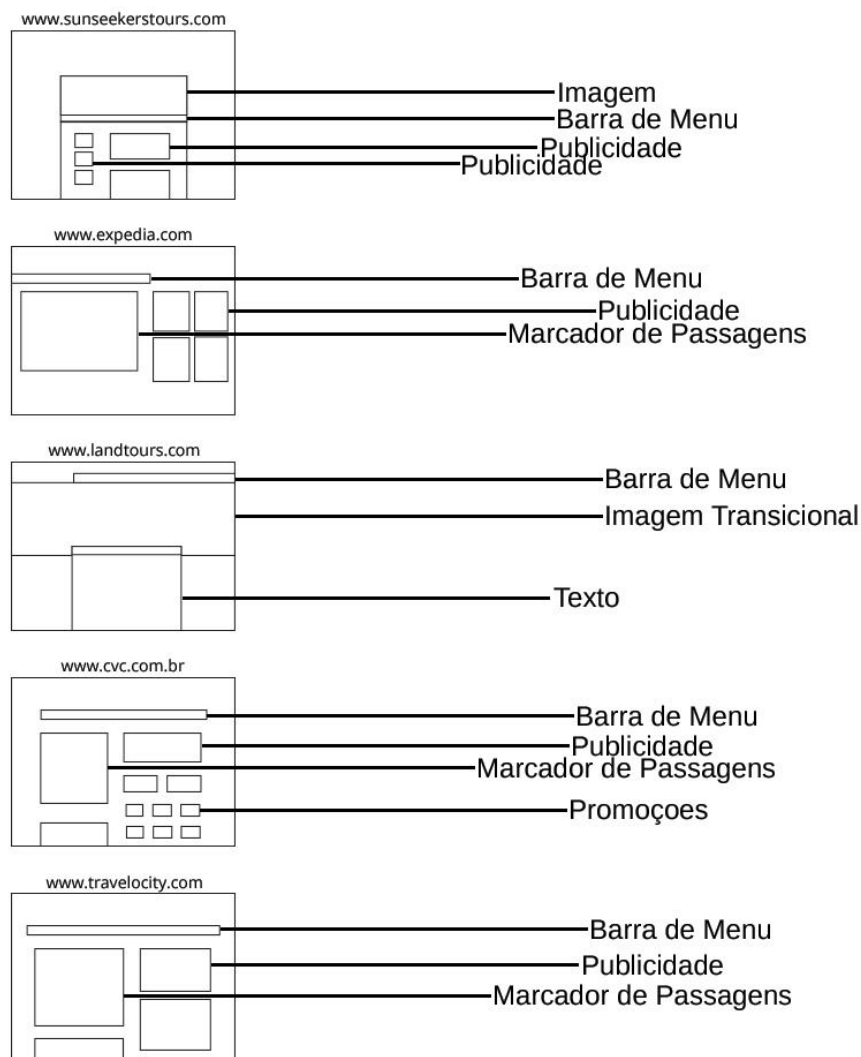 www.sunseekerstours.com
Imagem
Barra de Menu
Publicidade
Publicidade
www.expedia.com
Barra de Menu
Publicidade
Marcador de Passagens
www.landtours.com
Barra de Menu
Imagem Transicional
Texto
www.cvc.com.br
Barra de Menu
Publicidade
Marcador de Passagens
Promoçoes
www.travelocity.com
Barra de Menu
Publicidade
Marcador de Passagens